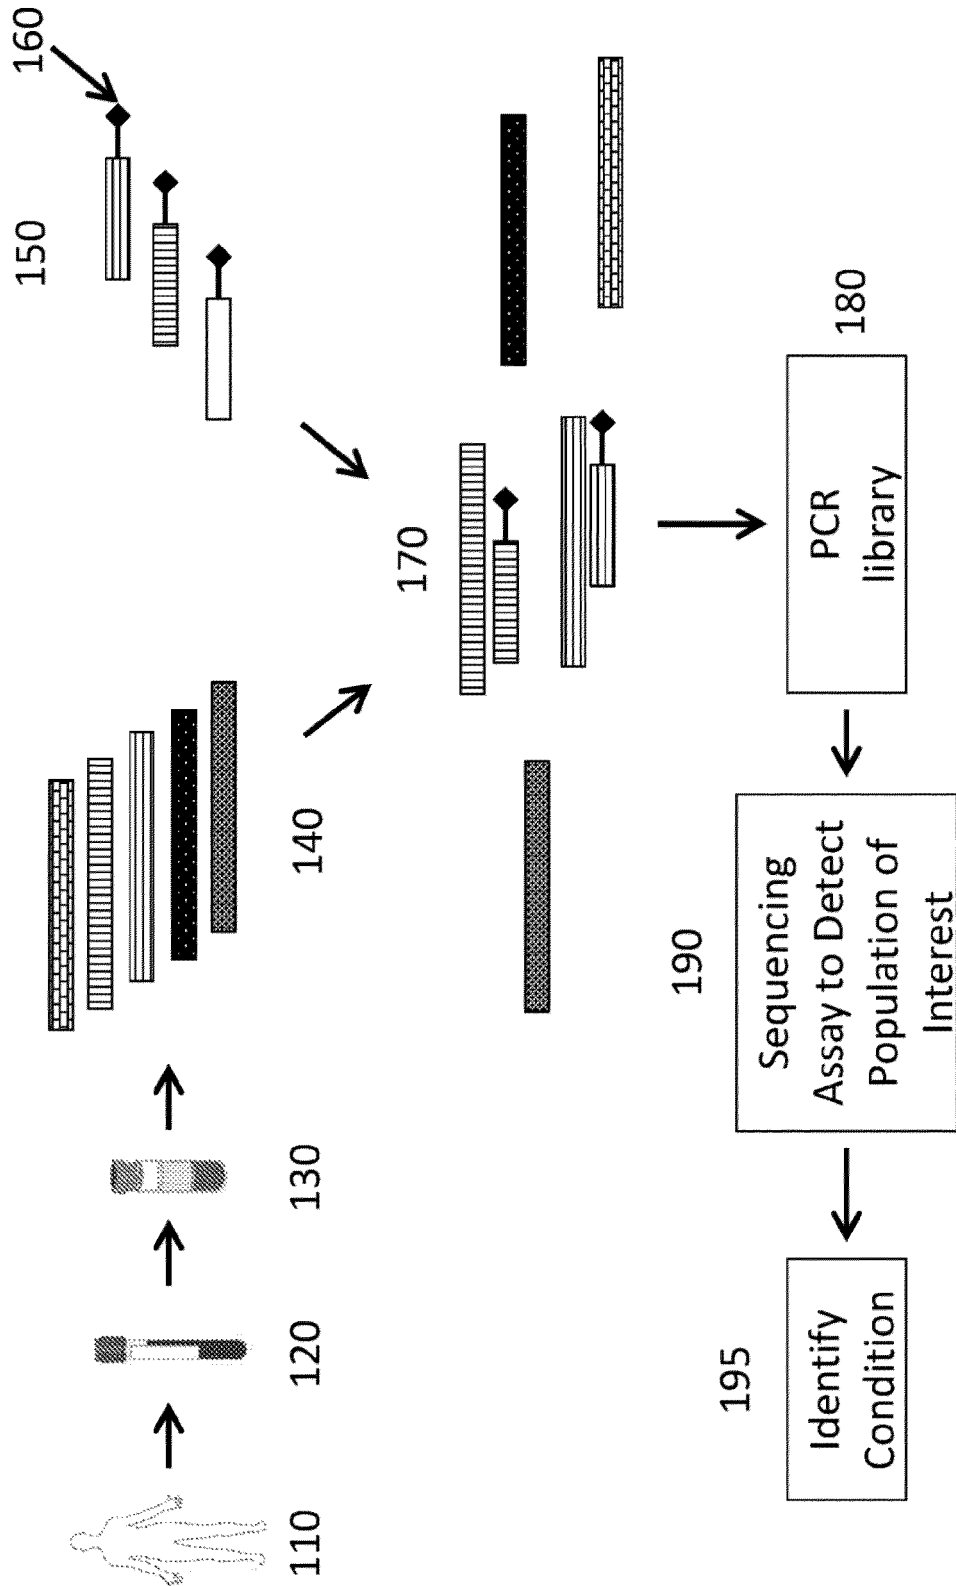 110
120
130
140
150
160
170
PCR
library
180
190
Sequencing
Assay to Detect
Population of
Interest
195
Identify
Condition